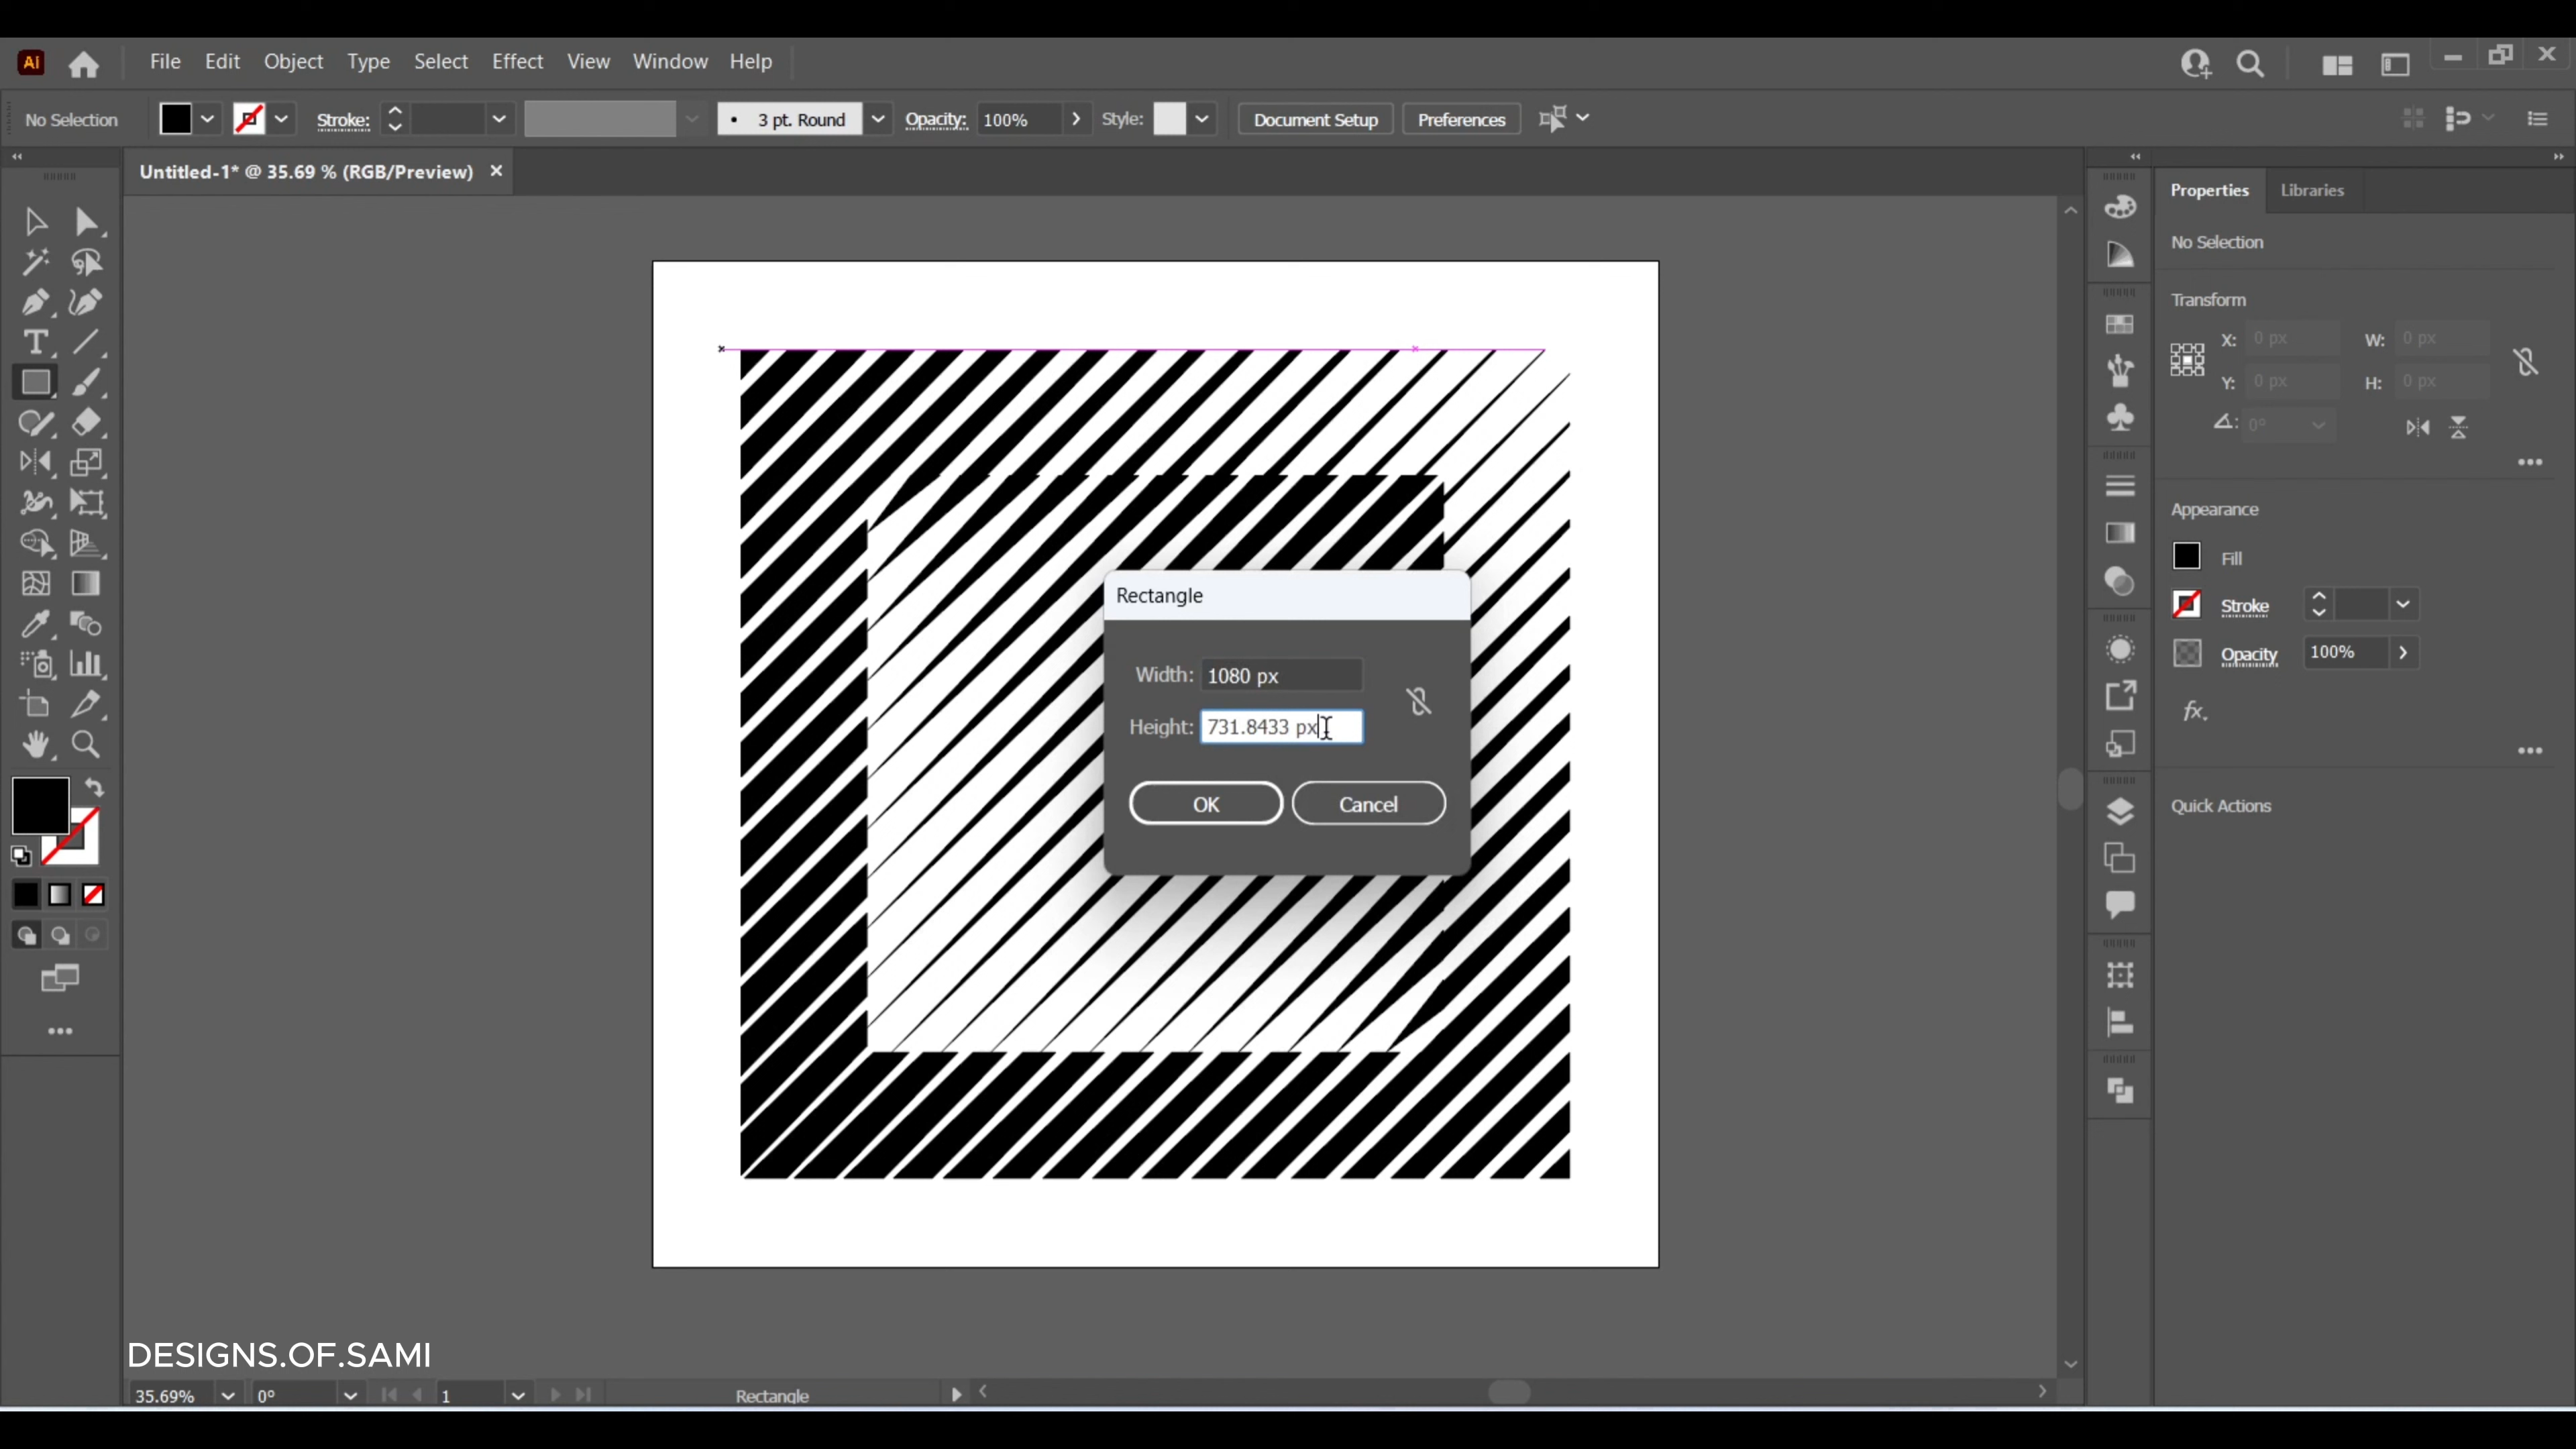 Ai File Edit Object Type Select Effect View Window Help
No Selection Stroke: 3 pt. Round Opacity: 100% Style: Document Setup Preferences
Untitled-1* @ 35.69 % (RGB/Preview)
Properties Libraries
No Selection
Transform
X: 0 px W: 0 px
Y: 0 px H: 0 px
0°
Appearance
Fill
Stroke
Opacity 100%
fx.
Quick Actions
Rectangle
Width: 1080 px
Height: 731.8433 px
OK Cancel
DESIGNS.OF.SAMI
35.69% 0° 1 Rectangle